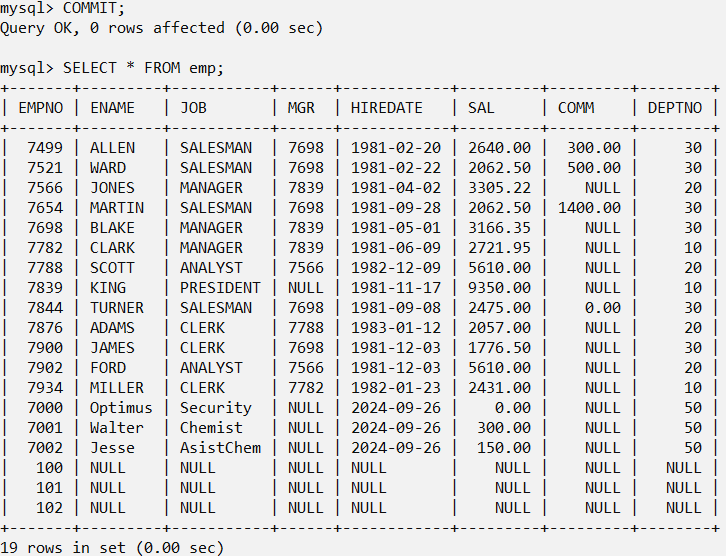 mysql> COMMIT;
Query OK, 0 rows affected (0.00 sec)

mysql> SELECT * FROM emp;
+-------+---------+-----------+------+------------+---------+---------+--------+
| EMPNO | ENAME   | JOB       | MGR  | HIREDATE   | SAL     | COMM    | DEPTNO |
+-------+---------+-----------+------+------------+---------+---------+--------+
|  7499 | ALLEN   | SALESMAN  | 7698 | 1981-02-20 | 2640.00 |  300.00 |     30 |
|  7521 | WARD    | SALESMAN  | 7698 | 1981-02-22 | 2062.50 |  500.00 |     30 |
|  7566 | JONES   | MANAGER   | 7839 | 1981-04-02 | 3305.22 |    NULL |     20 |
|  7654 | MARTIN  | SALESMAN  | 7698 | 1981-09-28 | 2062.50 | 1400.00 |     30 |
|  7698 | BLAKE   | MANAGER   | 7839 | 1981-05-01 | 3166.35 |    NULL |     30 |
|  7782 | CLARK   | MANAGER   | 7839 | 1981-06-09 | 2721.95 |    NULL |     10 |
|  7788 | SCOTT   | ANALYST   | 7566 | 1982-12-09 | 5610.00 |    NULL |     20 |
|  7839 | KING    | PRESIDENT | NULL | 1981-11-17 | 9350.00 |    NULL |     10 |
|  7844 | TURNER  | SALESMAN  | 7698 | 1981-09-08 | 2475.00 |    0.00 |     30 |
|  7876 | ADAMS   | CLERK     | 7788 | 1983-01-12 | 2057.00 |    NULL |     20 |
|  7900 | JAMES   | CLERK     | 7698 | 1981-12-03 | 1776.50 |    NULL |     30 |
|  7902 | FORD    | ANALYST   | 7566 | 1981-12-03 | 5610.00 |    NULL |     20 |
|  7934 | MILLER  | CLERK     | 7782 | 1982-01-23 | 2431.00 |    NULL |     10 |
|  7000 | Optimus | Security  | NULL | 2024-09-26 |    0.00 |    NULL |     50 |
|  7001 | Walter  | Chemist   | NULL | 2024-09-26 |  300.00 |    NULL |     50 |
|  7002 | Jesse   | AsistChem | NULL | 2024-09-26 |  150.00 |    NULL |     50 |
|   100 | NULL    | NULL      | NULL | NULL       |    NULL |    NULL |   NULL |
|   101 | NULL    | NULL      | NULL | NULL       |    NULL |    NULL |   NULL |
|   102 | NULL    | NULL      | NULL | NULL       |    NULL |    NULL |   NULL |
+-------+---------+-----------+------+------------+---------+---------+--------+
19 rows in set (0.00 sec)